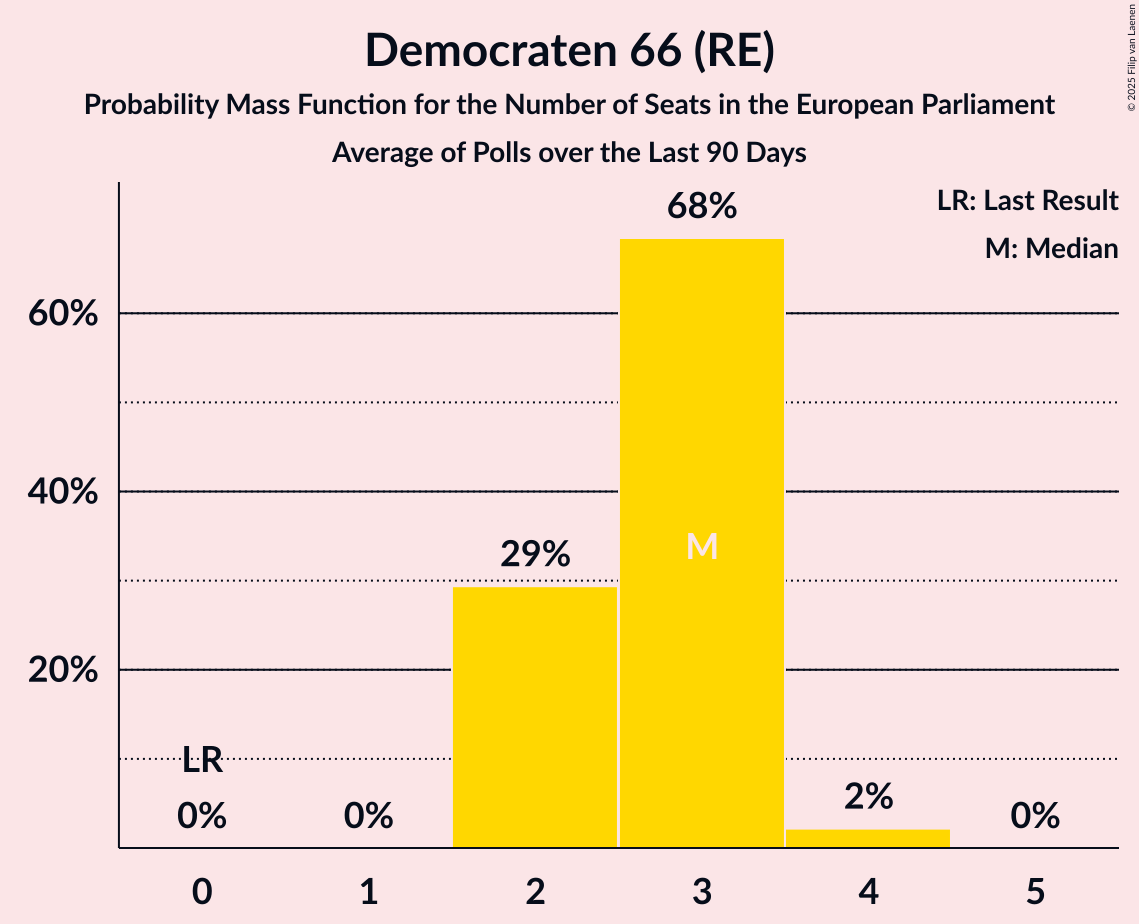 Democraten 66 (RE)
Probability Mass Function for the Number of Seats in the European Parliament
Average of Polls over the Last 90 Days
© 2025 Filip van Laenen
LR: Last Result
M: Median
68%
60%
40%
29%
M
20%
LR
0%
0%
2%
0%
0
1
2
3
4
5